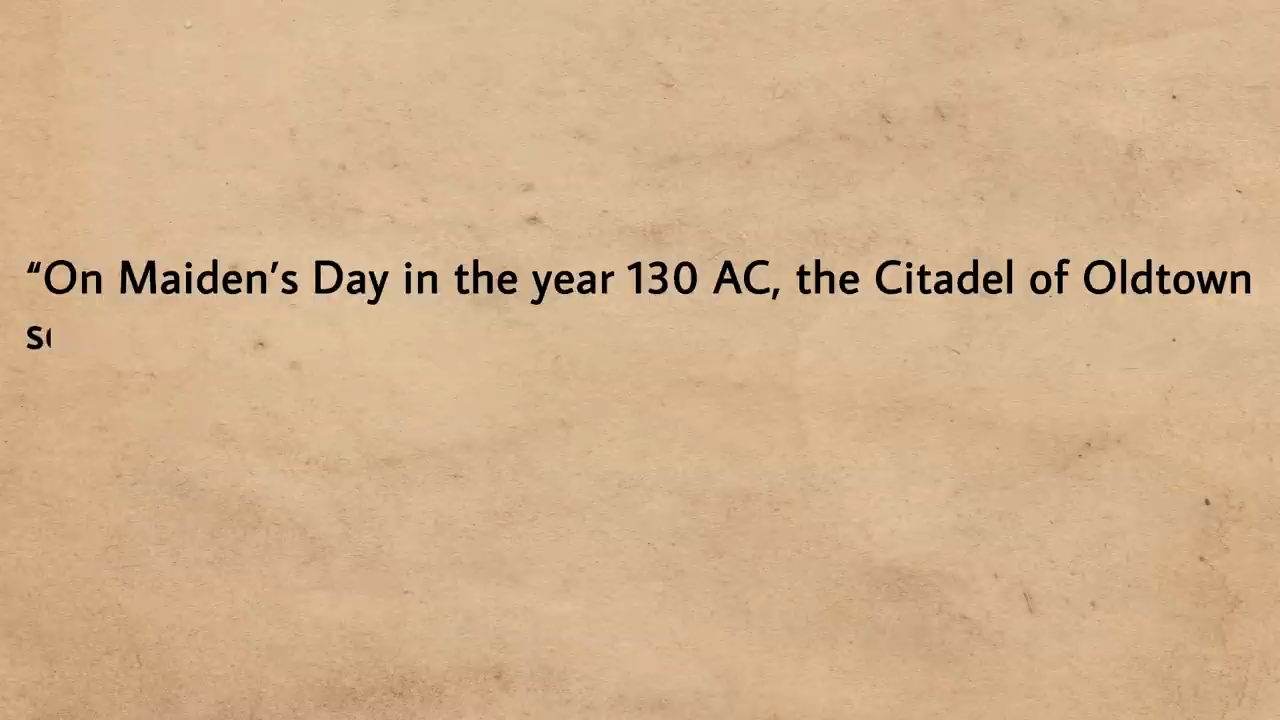 “On Maiden’s Day in the year 130 AC, the Citadel of Oldtown